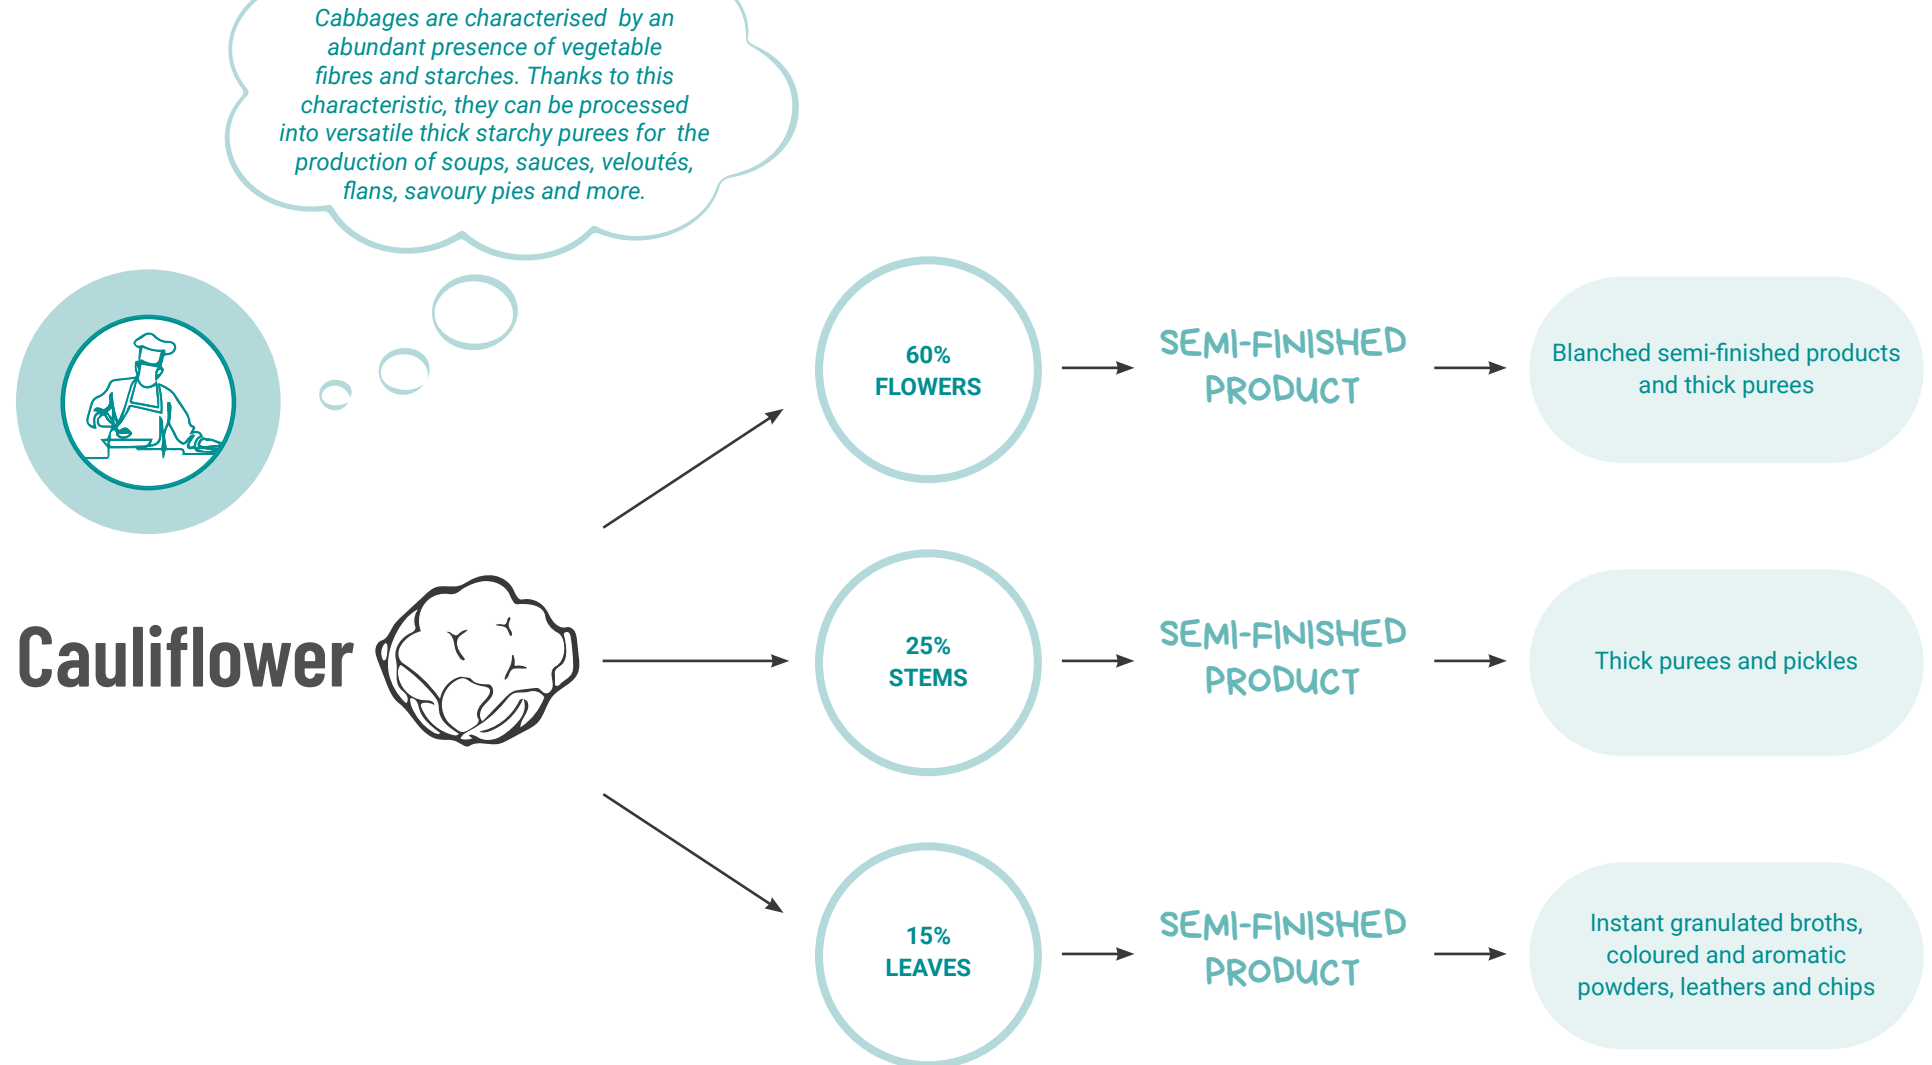 Cabbages are characterised by an
abundant presence of vegetable
fibres and starches. Thanks to this
characteristic, they can be processed
into versatile thick starchy purees for the
production of soups, sauces, veloutés,
flans, savoury pies and more.
60%
FLOWERS
SEMI-FINISHED
PRODUCT
Blanched semi-finished products
and thick purees
Cauliflower
25%
STEMS
SEMI-FINISHED
PRODUCT
Thick purees and pickles
15%
LEAVES
SEMI-FINISHED
PRODUCT
Instant granulated broths,
coloured and aromatic
powders, leathers and chips